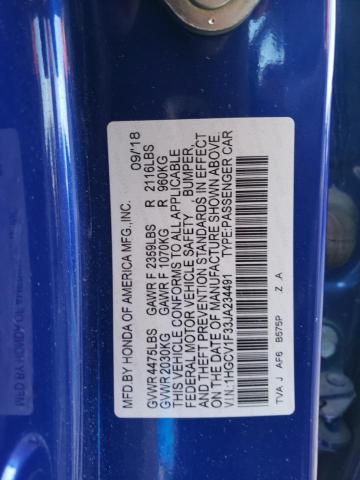 MFD.BY HONDA OF AMERICA MFG.,INC. 09/18
GVWR 4475LBS GAWR F 2359LBS R 2116LBS
GVWR 2030KG GAWR F 1070KG R 960KG
THIS VEHICLE CONFORMS TO ALL APPLICABLE
FEDERAL MOTOR VEHICLE SAFETY, BUMPER,
AND THEFT PREVENTION STANDARDS IN EFFECT
ON THE DATE OF MANUFACTURE SHOWN ABOVE.
V I N:1HGCV1F33JA234491 TYPE:PASSENGER CAR
TVA J AF6 B575P Z A